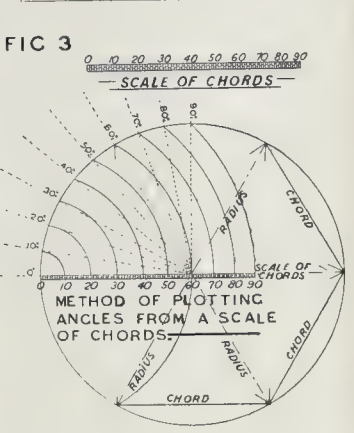 FIC 3
0 10 20 30 40 50 60 70 80 90
SCALE OF CHORDS
90°
80°
70°
60°
50°
40°
30°
20°
10°
0°
RADIUS
CHORD
0 10 20 30 40 50 60 70 80 90
SCALE OF
CHORDS
METHOD OF PLOTTING
ANGLES FROM A SCALE
OF CHORDS.
RADIUS
RADIUS
CHORD
CHORD